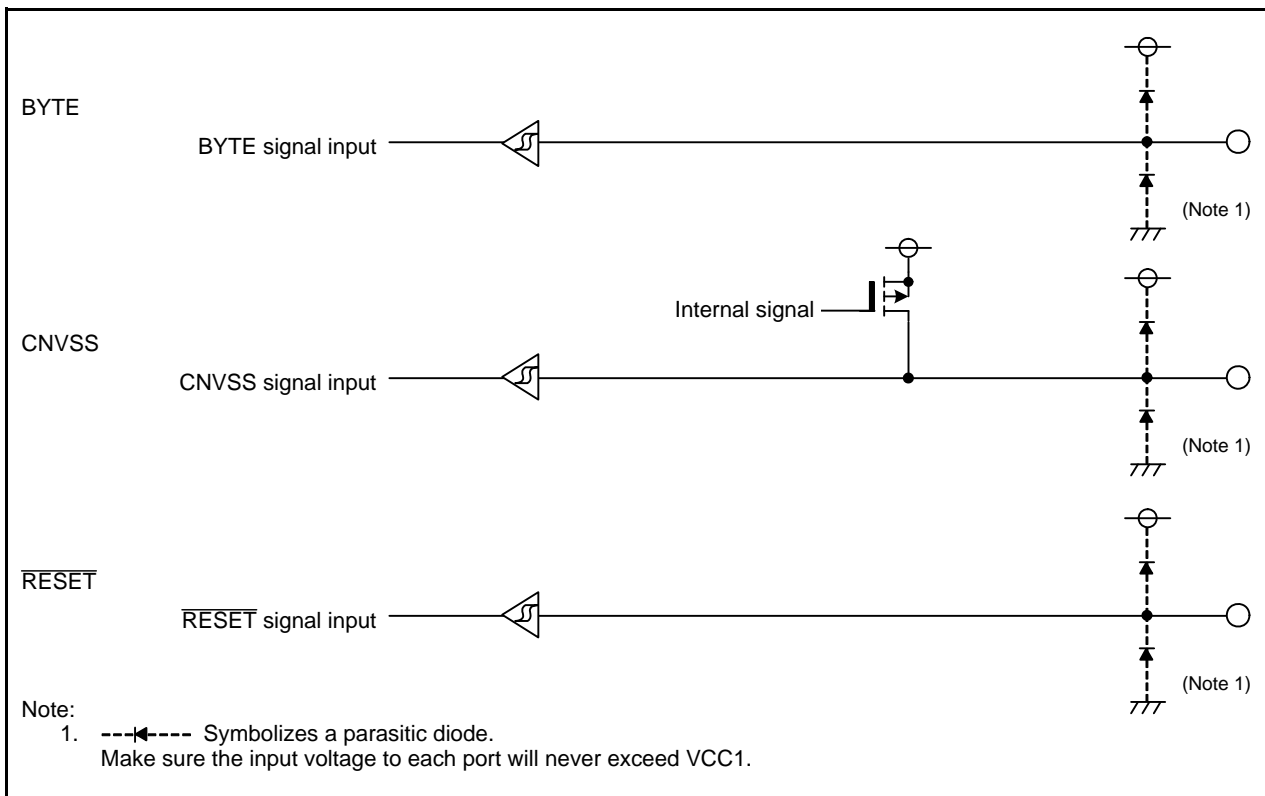 BYTE
BYTE signal input
(Note 1)
Internal signal
CNVSS
CNVSS signal input
(Note 1)
RESET
RESET signal input
(Note 1)
Note:
1. Symbolizes a parasitic diode.
Make sure the input voltage to each port will never exceed VCC1.